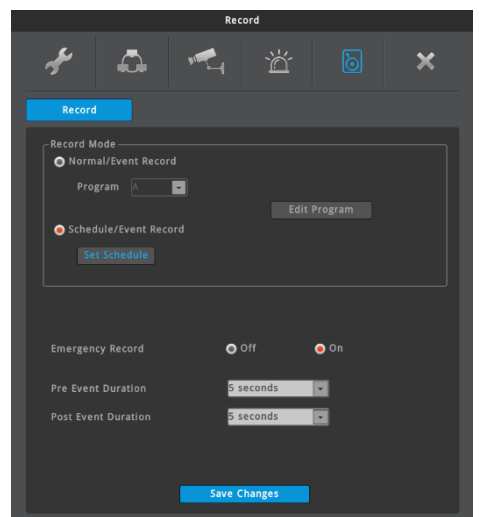 Record
Record
Record Mode
Normal/Event Record
Program A
Edit Program
Schedule/Event Record
Set Schedule
Emergency Record Off On
Pre Event Duration 5 seconds
Post Event Duration 5 seconds
Save Changes